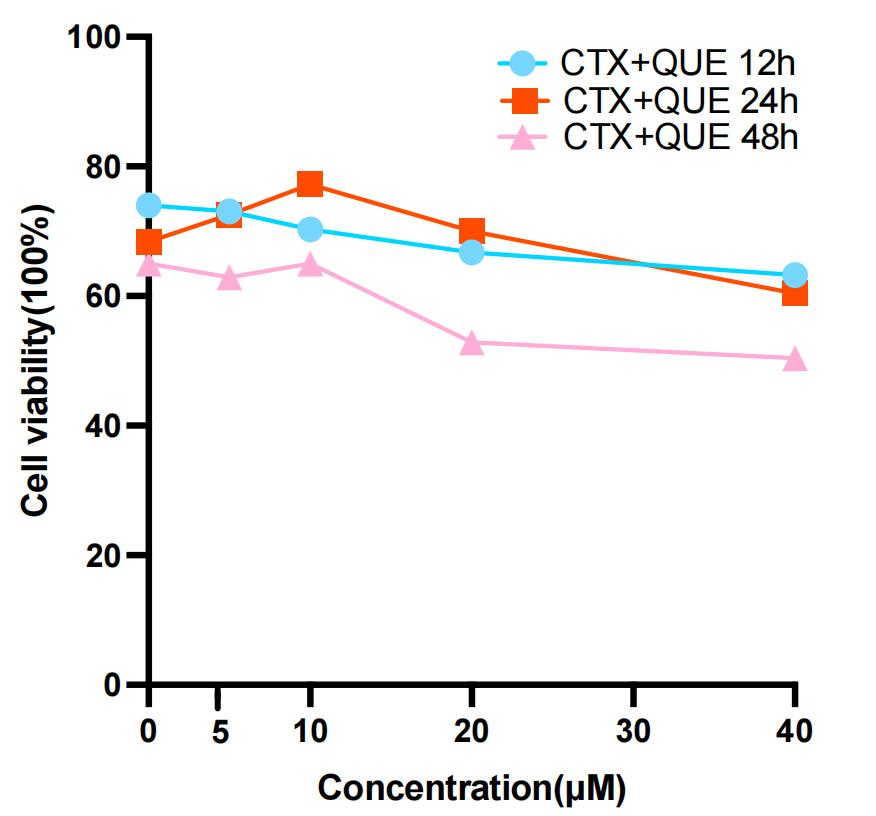 100
CTX+QUE 12h
CTX+QUE 24h
CTX+QUE 48h
80
60
40
20
0
Cell viability(100%)
0 5 10 20 30 40
Concentration(μM)